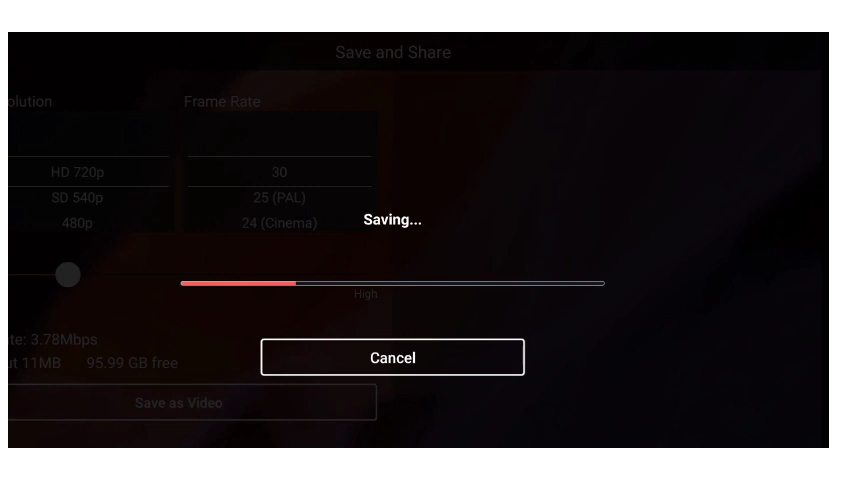 Save and Share
olution
Frame Rate
HD 720p
30
SD 540p
25 (PAL)
480p
24 (Cinema)
Saving...
High
te: 3.78Mbps
t 11MB 95.99 GB free
Cancel
Save as Video